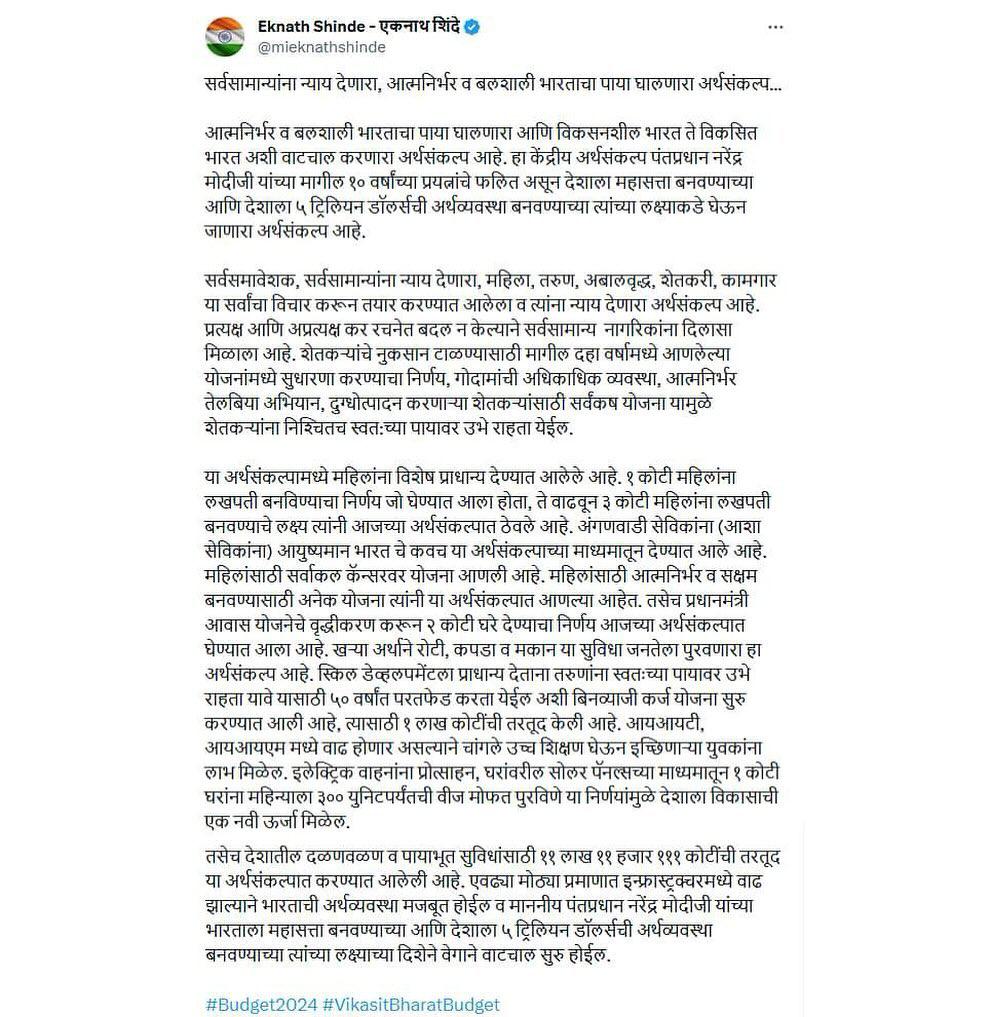 Eknath Shinde - एकनाथ शिंदे
@mieknathshinde
सर्वसामान्यांना न्याय देणारा, आत्मनिर्भर व बलशाली भारताचा पाया घालणारा अर्थसंकल्प...
आत्मनिर्भर व बलशाली भारताचा पाया घालणारा आणि विकसनशील भारत ते विकसित
भारत अशी वाटचाल करणारा अर्थसंकल्प आहे. हा केंद्रीय अर्थसंकल्प पंतप्रधान नरेंद्र
मोदीजी यांच्या मागील १० वर्षांच्या प्रयत्नांचे फलित असून देशाला महासत्ता बनवण्याच्या
आणि देशाला ५ ट्रिलियन डॉलर्सची अर्थव्यवस्था बनवण्याच्या त्यांच्या लक्ष्याकडे घेऊन
जाणारा अर्थसंकल्प आहे.
सर्वसमावेशक, सर्वसामान्यांना न्याय देणारा, महिला, तरुण, अबालवृद्ध, शेतकरी, कामगार
या सर्वांचा विचार करून तयार करण्यात आलेला व त्यांना न्याय देणारा अर्थसंकल्प आहे.
प्रत्यक्ष आणि अप्रत्यक्ष कर रचनेत बदल न केल्याने सर्वसामान्य  नागरिकांना दिलासा
मिळाला आहे. शेतकऱ्यांचे नुकसान टाळण्यासाठी मागील दहा वर्षामध्ये आणलेल्या
योजनांमध्ये सुधारणा करण्याचा निर्णय, गोदामांची अधिकाधिक व्यवस्था, आत्मनिर्भर
तेलबिया अभियान, दुग्धोत्पादन करणाऱ्या शेतकऱ्यांसाठी सर्वंकष योजना यामुळे
शेतकऱ्यांना निश्चितच स्वत:च्या पायावर उभे राहता येईल.
या अर्थसंकल्पामध्ये महिलांना विशेष प्राधान्य देण्यात आलेले आहे. १ कोटी महिलांना
लखपती बनविण्याचा निर्णय जो घेण्यात आला होता, ते वाढवून ३ कोटी महिलांना लखपती
बनवण्याचे लक्ष्य त्यांनी आजच्या अर्थसंकल्पात ठेवले आहे. अंगणवाडी सेविकांना (आशा
सेविकांना) आयुष्यमान भारत चे कवच या अर्थसंकल्पाच्या माध्यमातून देण्यात आले आहे.
महिलांसाठी सर्वाकल कॅन्सरवर योजना आणली आहे. महिलांसाठी आत्मनिर्भर व सक्षम
बनवण्यासाठी अनेक योजना त्यांनी या अर्थसंकल्पात आणल्या आहेत. तसेच प्रधानमंत्री
आवास योजनेचे वृद्धीकरण करून २ कोटी घरे देण्याचा निर्णय आजच्या अर्थसंकल्पात
घेण्यात आला आहे. खऱ्या अर्थाने रोटी, कपडा व मकान या सुविधा जनतेला पुरवणारा हा
अर्थसंकल्प आहे. स्किल डेव्हलपमेंटला प्राधान्य देताना तरुणांना स्वतःच्या पायावर उभे
राहता यावे यासाठी ५० वर्षांत परतफेड करता येईल अशी बिनव्याजी कर्ज योजना सुरु
करण्यात आली आहे, त्यासाठी १ लाख कोटींची तरतूद केली आहे. आयआयटी,
आयआयएम मध्ये वाढ होणार असल्याने चांगले उच्च शिक्षण घेऊन इच्छिणाऱ्या युवकांना
लाभ मिळेल. इलेक्ट्रिक वाहनांना प्रोत्साहन, घरांवरील सोलर पॅनल्सच्या माध्यमातून १ कोटी
घरांना महिन्याला ३०० युनिटपर्यंतची वीज मोफत पुरविणे या निर्णयांमुळे देशाला विकासाची
एक नवी ऊर्जा मिळेल.
तसेच देशातील दळणवळण व पायाभूत सुविधांसाठी ११ लाख ११ हजार १११ कोटींची तरतूद
या अर्थसंकल्पात करण्यात आलेली आहे. एवढ्या मोठ्या प्रमाणात इन्फ्रास्ट्रक्चरमध्ये वाढ
झाल्याने भारताची अर्थव्यवस्था मजबूत होईल व माननीय पंतप्रधान नरेंद्र मोदीजी यांच्या
भारताला महासत्ता बनवण्याच्या आणि देशाला ५ ट्रिलियन डॉलर्सची अर्थव्यवस्था
बनवण्याच्या त्यांच्या लक्ष्याच्या दिशेने वेगाने वाटचाल सुरु होईल.
#Budget2024 #VikasitBharatBudget